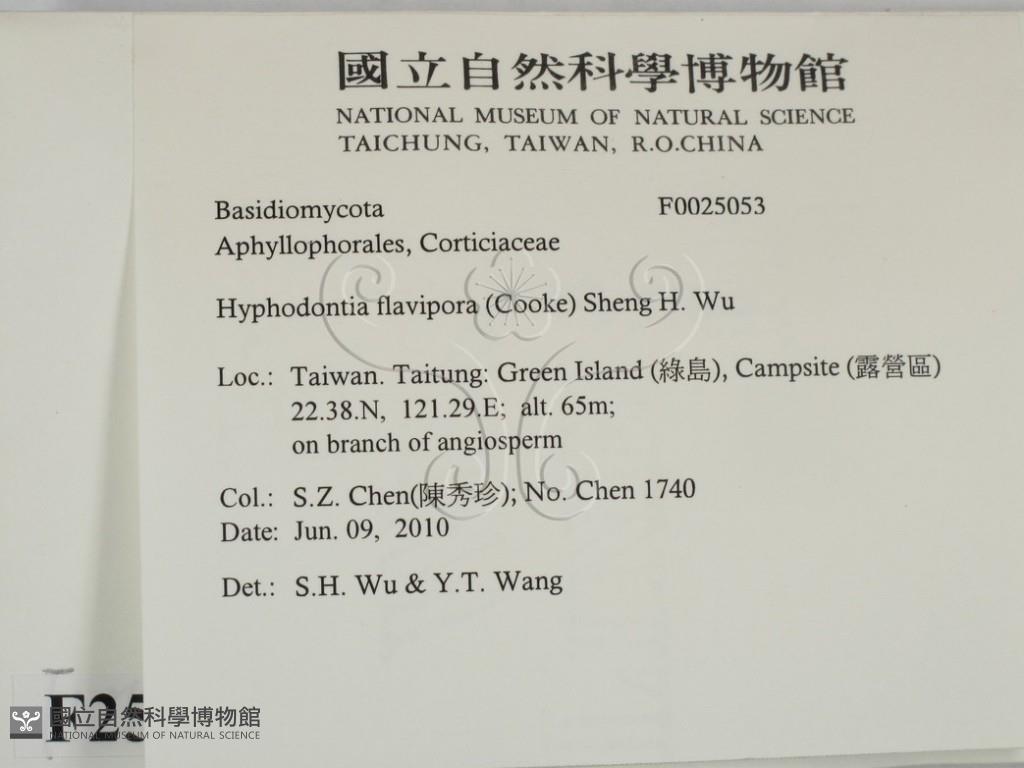 國立自然科學博物館
NATIONAL MUSEUM OF NATURAL SCIENCE
TAICHUNG, TAIWAN, R.O.CHINA
Basidiomycota F0025053
Aphyllophorales, Corticiaceae
Hyphodontia flavipora (Cooke) Sheng H. Wu
Loc.: Taiwan. Taitung: Green Island (綠島), Campsite (露營區)
22.38.N, 121.29.E; alt. 65m;
on branch of angiosperm
Col.: S.Z. Chen(陳秀珍); No. Chen 1740
Date: Jun. 09, 2010
Det.: S.H. Wu & Y.T. Wang
F25
國立自然科學博物館
NATIONAL MUSEUM OF NATURAL SCIENCE